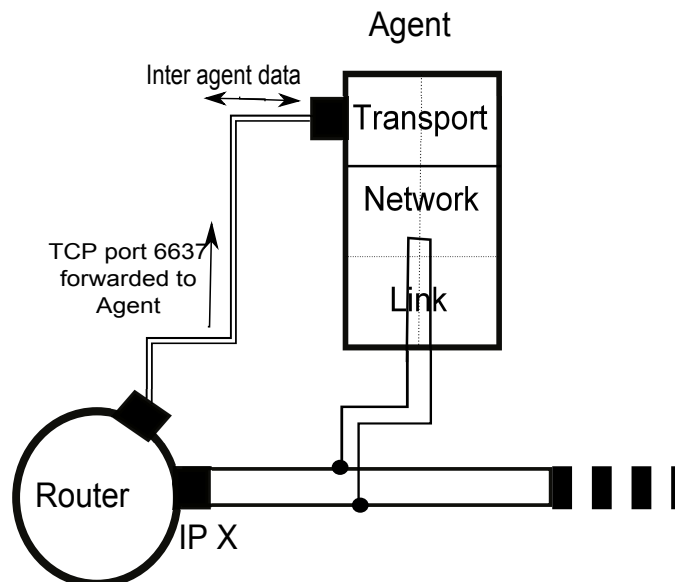 Agent
Inter agent data
Transport
Network
TCP port 6637
forwarded to
Agent
Link
Router
IP X